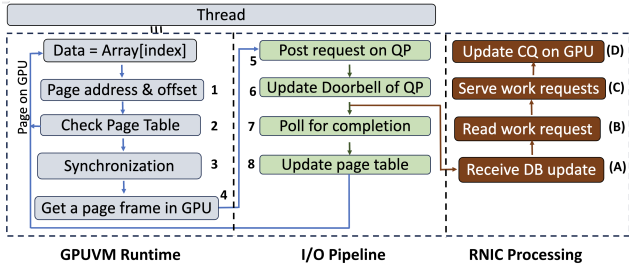 Thread
Data = Array[index]
Page address & offset
1
Check Page Table
2
Synchronization
3
Get a page frame in GPU
4
Page on GPU
GPUVM Runtime
Post request on QP
5
Update Doorbell of QP
6
Poll for completion
7
Update page table
8
I/O Pipeline
Update CQ on GPU
(D)
Serve work requests
(C)
Read work request
(B)
Receive DB update
(A)
RNIC Processing